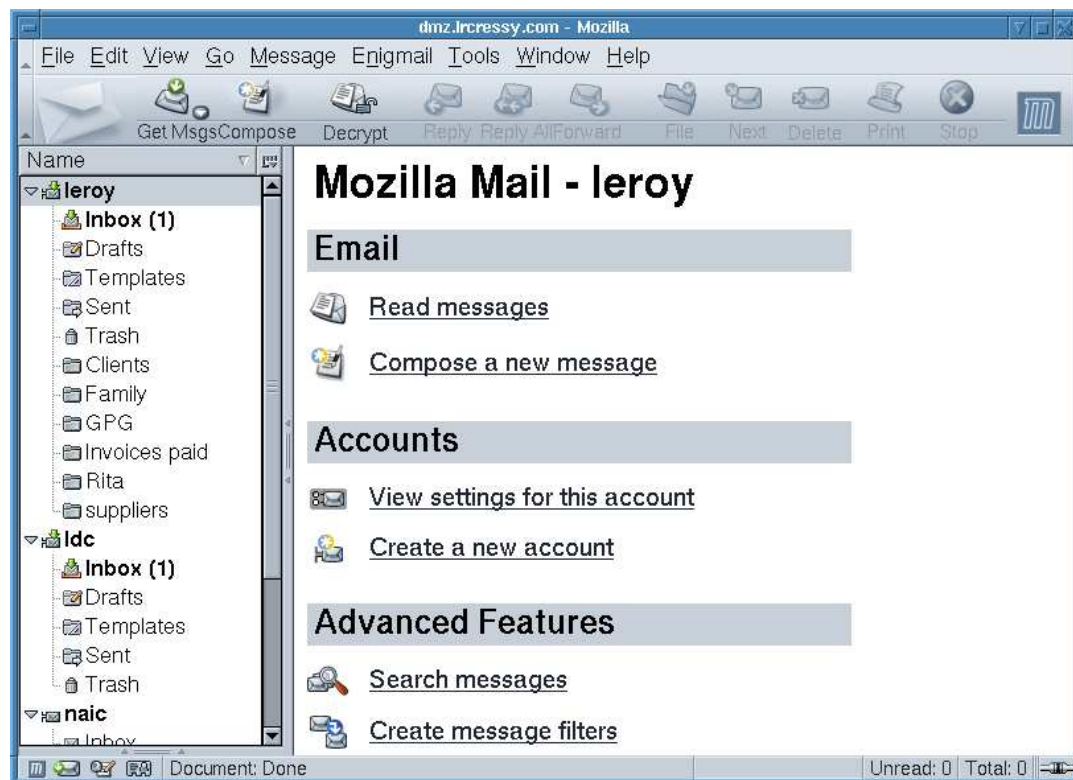 dmz.lrcressy.com - Mozilla
File Edit View Go Message Enigmail Tools Window Help
Get Msgs Compose Decrypt Reply Reply All Forward File Next Delete Print Stop
Name
leroy
Inbox (1)
Drafts
Templates
Sent
Trash
Clients
Family
GPG
Invoices paid
Rita
suppliers
ldc
Inbox (1)
Drafts
Templates
Sent
Trash
naic
Inbox
Mozilla Mail - leroy
Email
Read messages
Compose a new message
Accounts
View settings for this account
Create a new account
Advanced Features
Search messages
Create message filters
Document: Done
Unread: 0 Total: 0